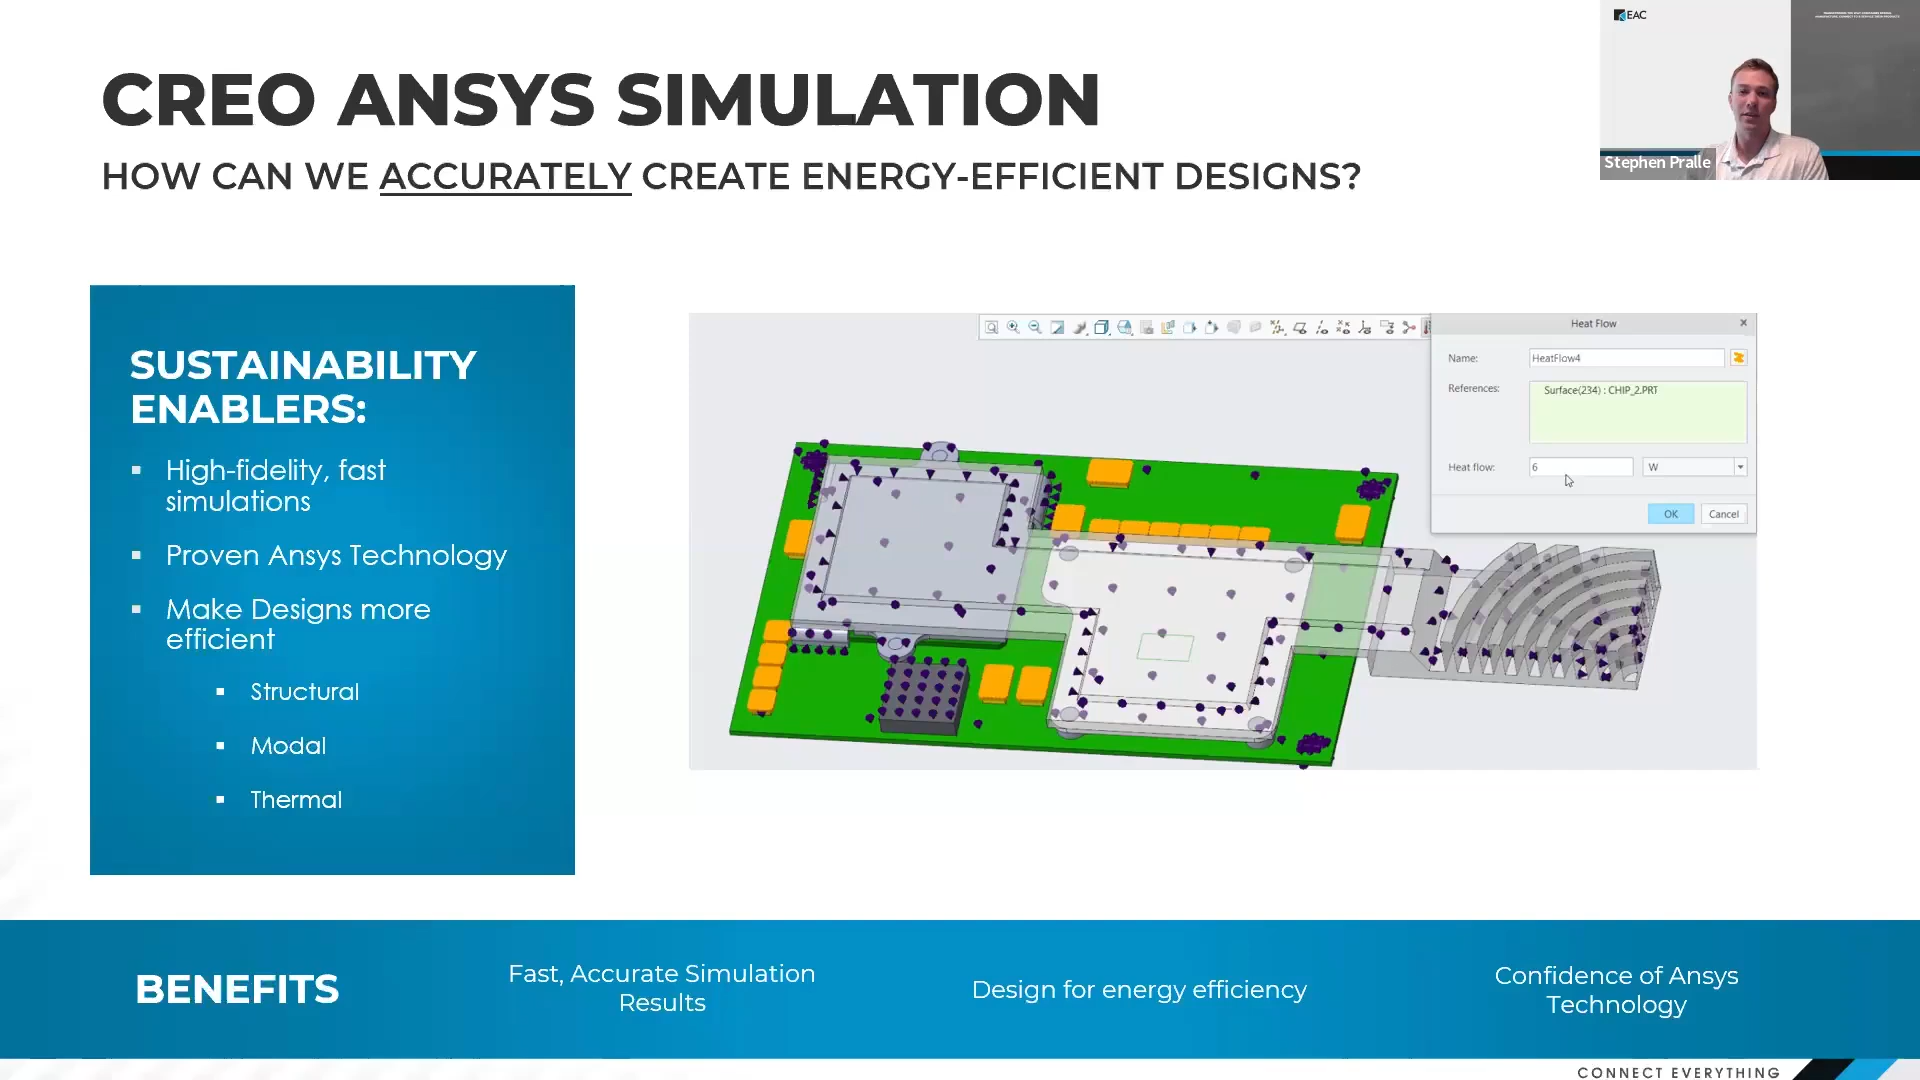 EAC
CREO ANSYS SIMULATION
HOW CAN WE ACCURATELY CREATE ENERGY-EFFICIENT DESIGNS?
Stephen Pralle
SUSTAINABILITY
ENABLERS:
▪ High-fidelity, fast
simulations
▪ Proven Ansys Technology
▪ Make Designs more
efficient
▪ Structural
▪ Modal
▪ Thermal
Heat Flow
Name: HeatFlow4
References: Surface(234) : CHIP_2.PRT
Heat flow: 6 W
OK Cancel
BENEFITS
Fast, Accurate Simulation
Results
Design for energy efficiency
Confidence of Ansys
Technology
CONNECT EVERYTHING